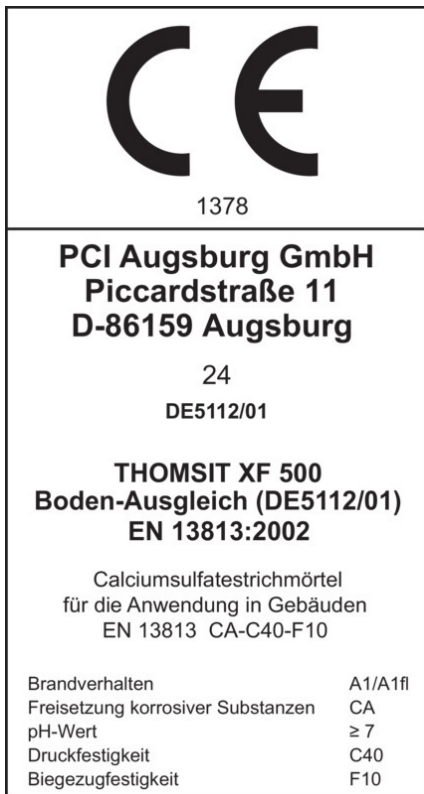 CE
1378
PCI Augsburg GmbH
Piccardstraße 11
D-86159 Augsburg
24
DE5112/01
THOMSIT XF 500
Boden-Ausgleich (DE5112/01)
EN 13813:2002
Calciumsulfatestrichmörtel
für die Anwendung in Gebäuden
EN 13813 CA-C40-F10
Brandverhalten A1/A1fl
Freisetzung korrosiver Substanzen CA
pH-Wert ≥ 7
Druckfestigkeit C40
Biegezugfestigkeit F10